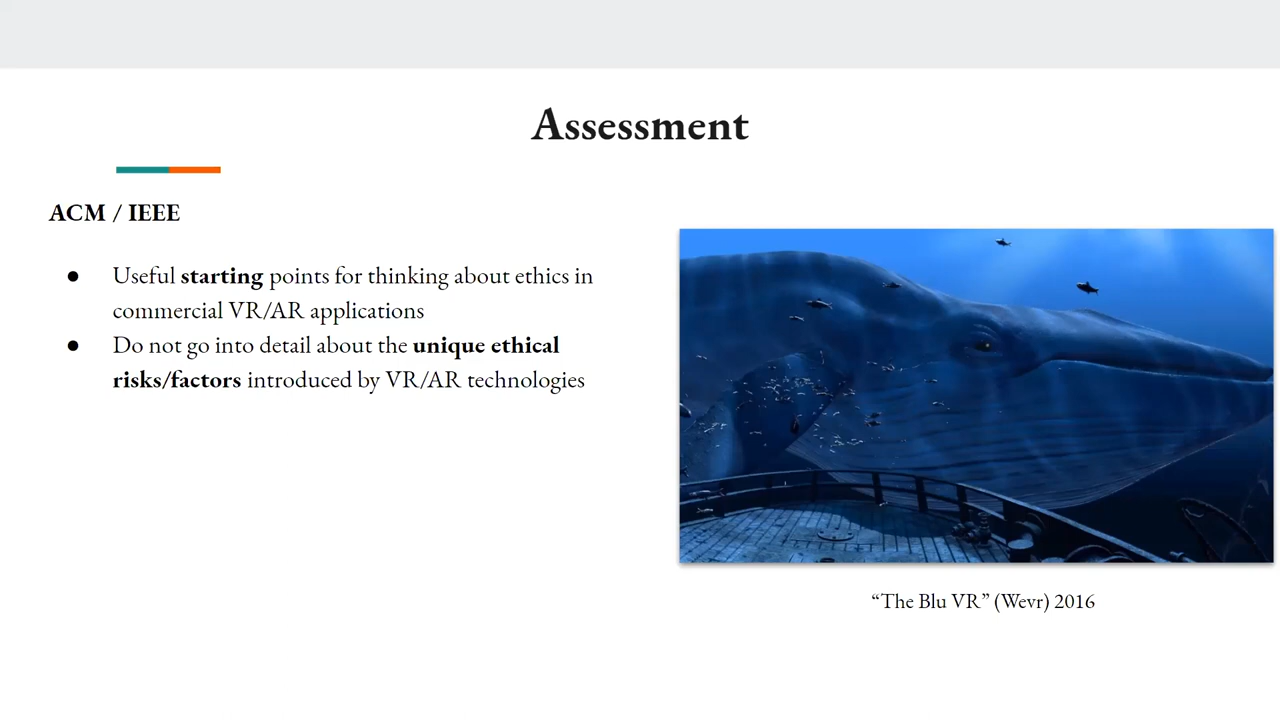 Assessment
ACM / IEEE
● Useful starting points for thinking about ethics in
commercial VR/AR applications
● Do not go into detail about the unique ethical
risks/factors introduced by VR/AR technologies
“The Blu VR” (Wevr) 2016